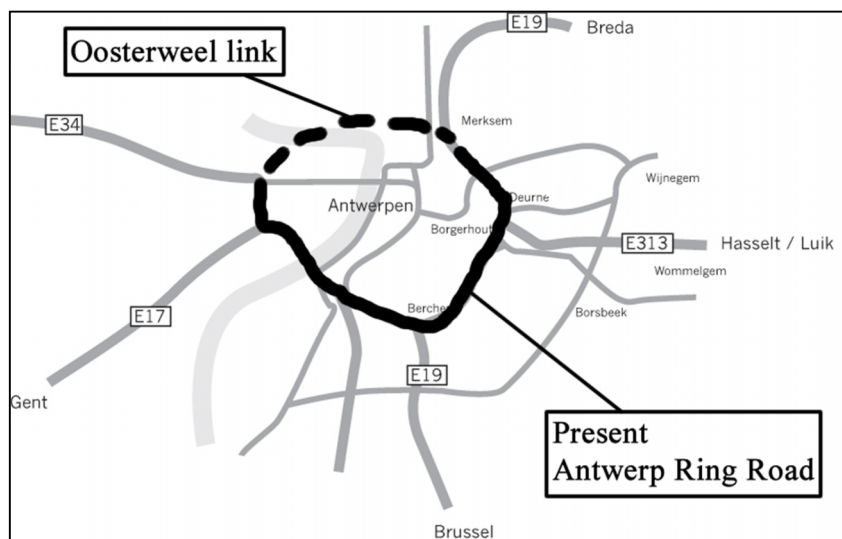 E19
Breda
Oosterweel link
Merksem
E34
Wijnegem
Deurne
Antwerpen
Borgerhout
E313
Hasselt / Luik
Wommelgem
Berchem
Borsbeek
E17
E19
Gent
Present
Antwerp Ring Road
Brussel